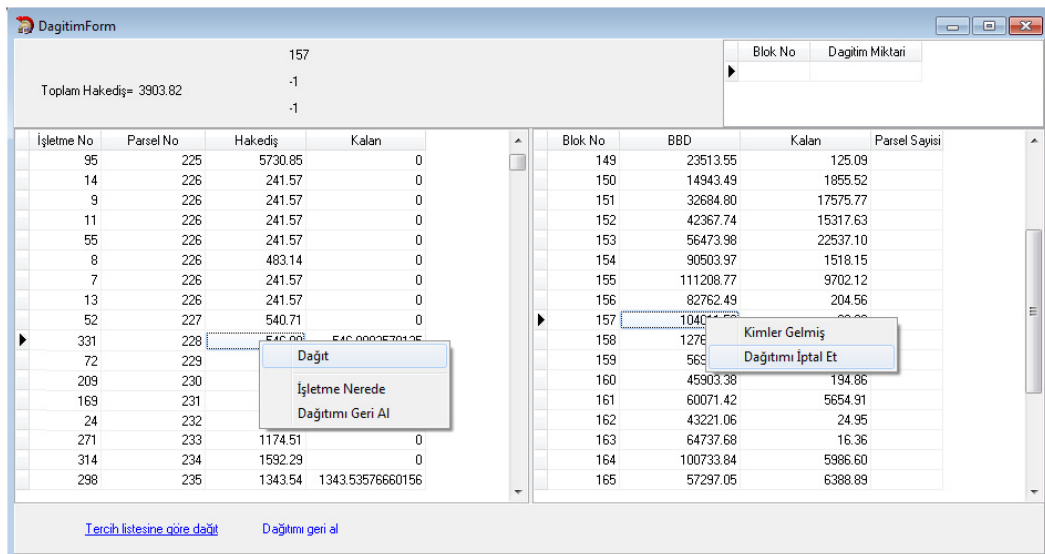 DagitimForm
157
Toplam Hakediş= 3903.82
-1
-1
Blok No Dagitim Miktari
İşletme No Parsel No Hakediş Kalan
95 225 5730.85 0
14 226 241.57 0
9 226 241.57 0
11 226 241.57 0
55 226 241.57 0
8 226 483.14 0
7 226 241.57 0
13 226 241.57 0
52 227 540.71 0
331 228
72 229
209 230
169 231
24 232
271 233 1174.51 0
314 234 1592.29 0
298 235 1343.54 1343.53576660156
Dağıt
İşletme Nerede
Dağıtımı Geri Al
Blok No BBD Kalan Parsel Sayisi
149 23513.55 125.09
150 14943.49 1855.52
151 32684.80 17575.77
152 42367.74 15317.63
153 56473.98 22537.10
154 90503.97 1518.15
155 111208.77 9702.12
156 82762.49 204.56
157
158
159
160 45903.38 194.86
161 60071.42 5654.91
162 43221.06 24.95
163 64737.68 16.36
164 100733.84 5986.60
165 57297.05 6388.89
Kimler Gelmiş
Dağıtımı İptal Et
Tercih listesine göre dağıt Dağıtımı geri al